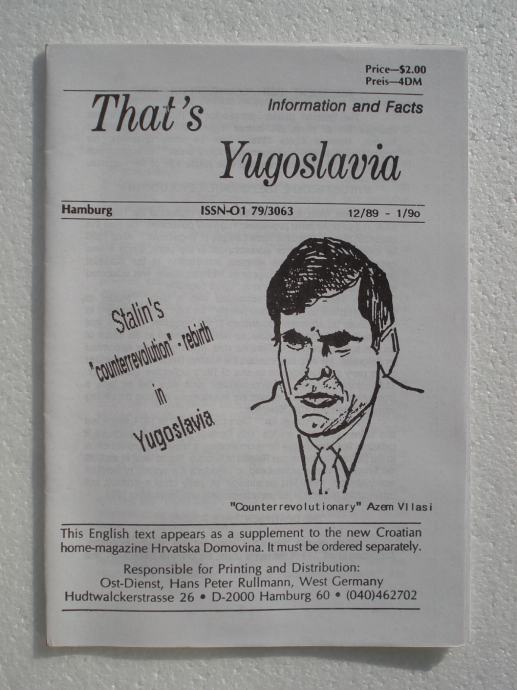 Price—$2.00
Preis—4DM
That's
Information and Facts
Yugoslavia
Hamburg ISSN-O1 79/3063 12/89 - 1/9o
Stalin's
"counterrevolution" - rebirth
in
Yugoslavia
"Counterrevolutionary" Azem Vllasi
This English text appears as a supplement to the new Croatian
home-magazine Hrvatska Domovina. It must be ordered separately.
Responsible for Printing and Distribution:
Ost-Dienst, Hans Peter Rullmann, West Germany
Hudtwalckerstrasse 26 • D-2000 Hamburg 60 • (040)462702